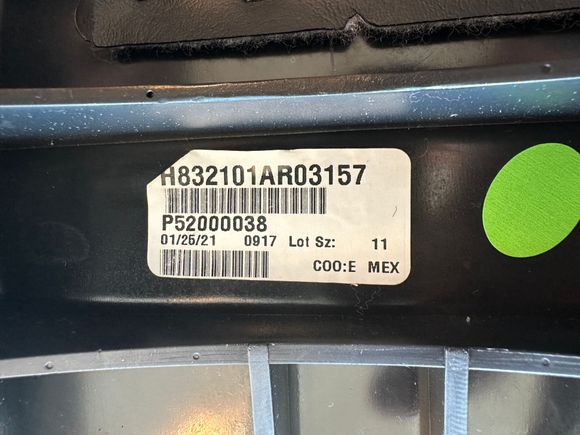 H832101AR03157
P52000038
01/25/21 0917 Lot Sz: 11
COO:E MEX